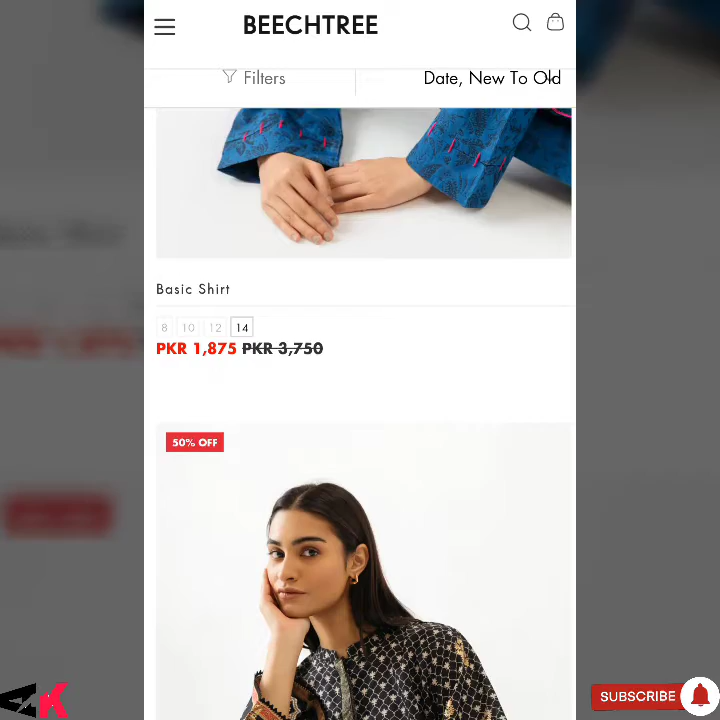 BEECHTREE
Filters
Date, New To Old
Basic Shirt
8 10 12 14
PKR 1,875 PKR 3,750
50% OFF
AK
SUBSCRIBE